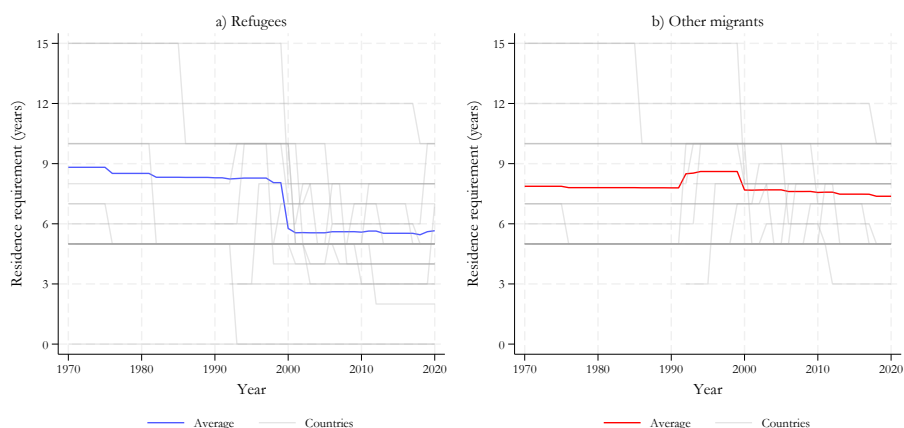 a) Refugees
15
12
9
6
3
0
Residence requirement (years)
1970
1980
1990
2000
2010
2020
Year
Average
Countries
b) Other migrants
15
12
9
6
3
0
Residence requirement (years)
1970
1980
1990
2000
2010
2020
Year
Average
Countries